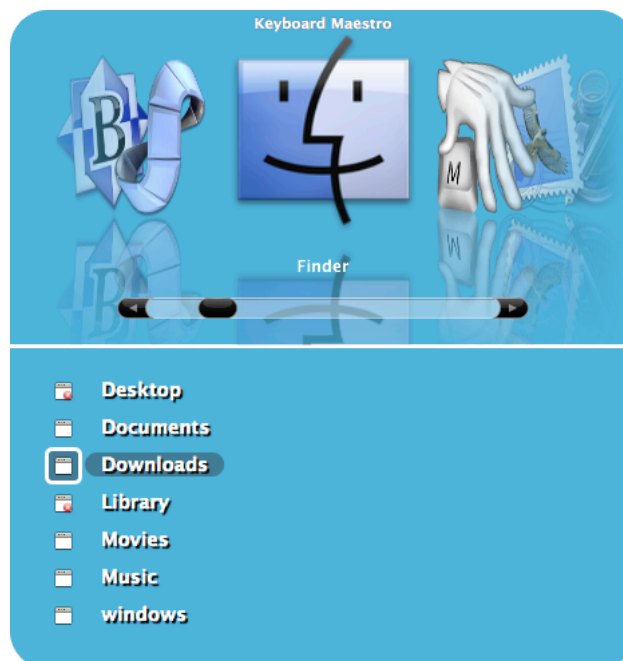 Keyboard Maestro
B
M
Finder
Desktop
Documents
Downloads
Library
Movies
Music
windows